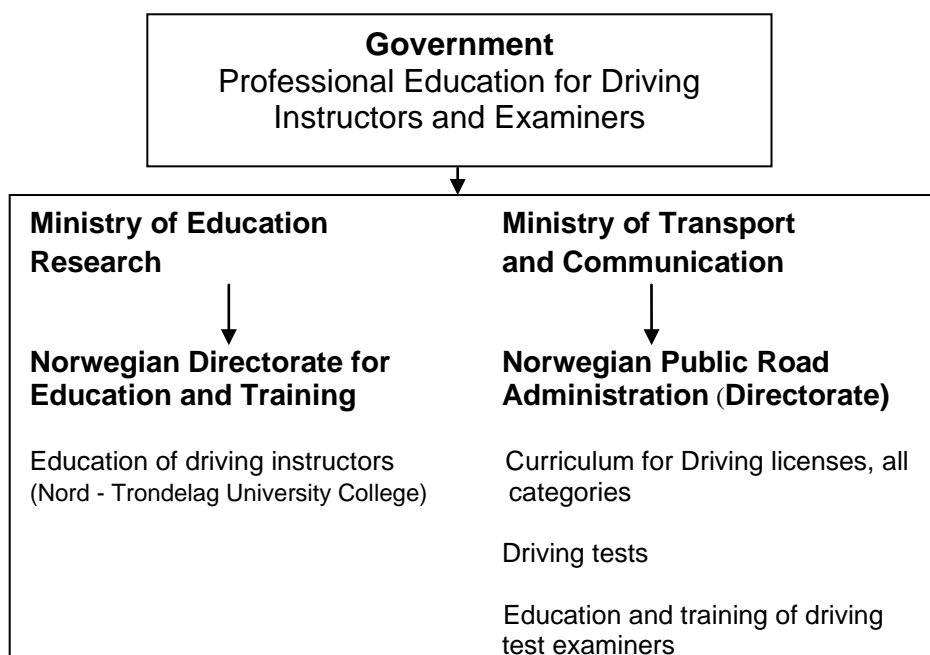 Government
Professional Education for Driving
Instructors and Examiners
Ministry of Education
Research
Norwegian Directorate for
Education and Training
Education of driving instructors
(Nord - Trondelag University College)
Ministry of Transport
and Communication
Norwegian Public Road
Administration (Directorate)
Curriculum for Driving licenses, all
categories
Driving tests
Education and training of driving
test examiners